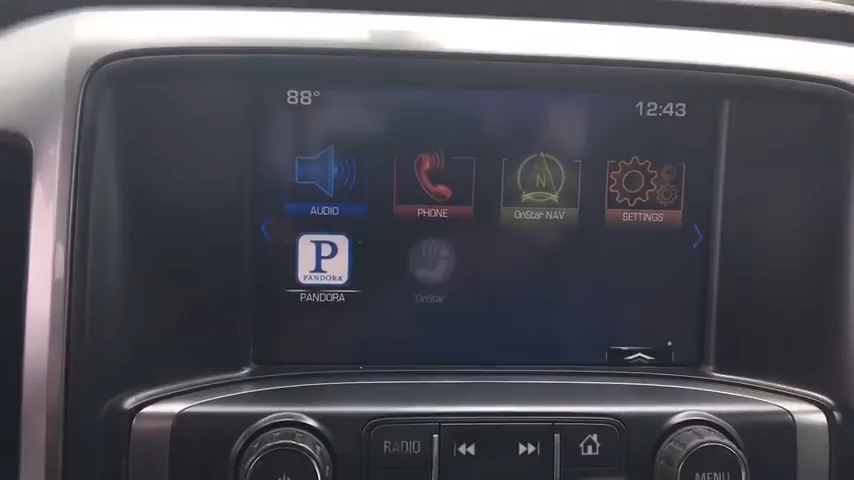 88° 12:43
AUDIO PHONE N OnStar NAV SETTINGS
P
PANDORA
PANDORA OnStar
RADIO MENU